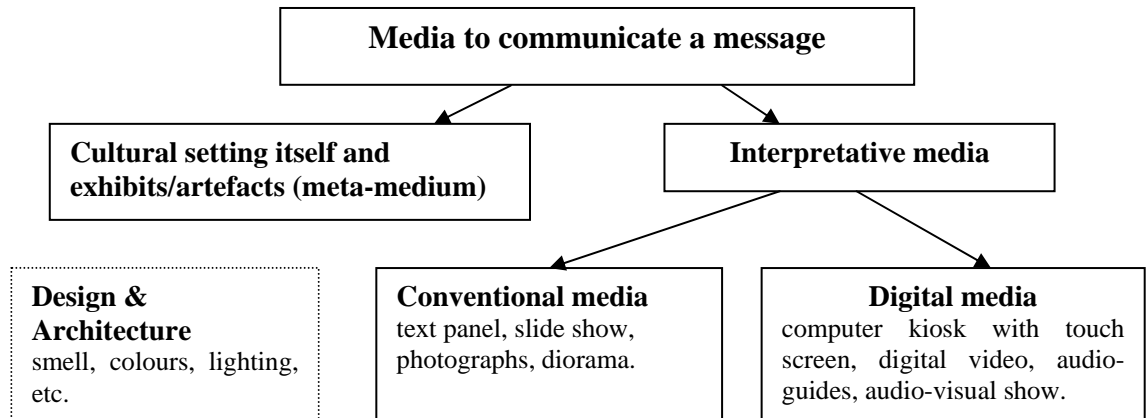 Media to communicate a message
Cultural setting itself and
exhibits/artefacts (meta-medium)
Interpretative media
Design &
Architecture
smell, colours, lighting,
etc.
Conventional media
text panel, slide show,
photographs, diorama.
Digital media
computer kiosk with touch
screen, digital video, audio-
guides, audio-visual show.